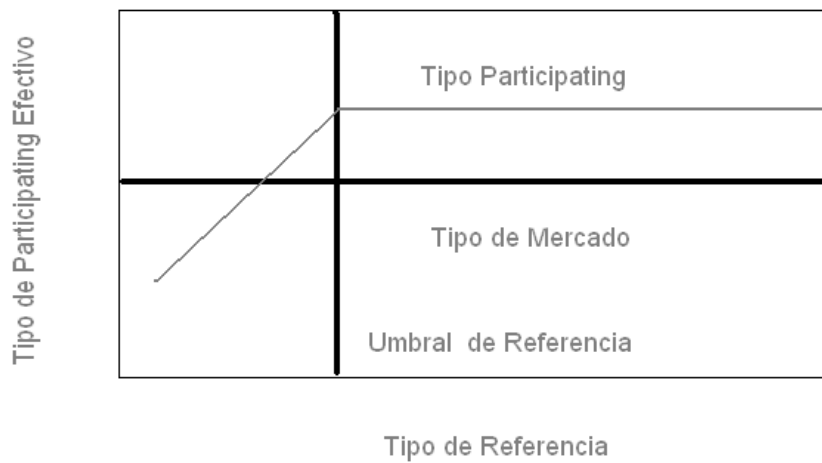 Tipo de Participating Efectivo
Tipo Participating
Tipo de Mercado
Umbral de Referencia
Tipo de Referencia